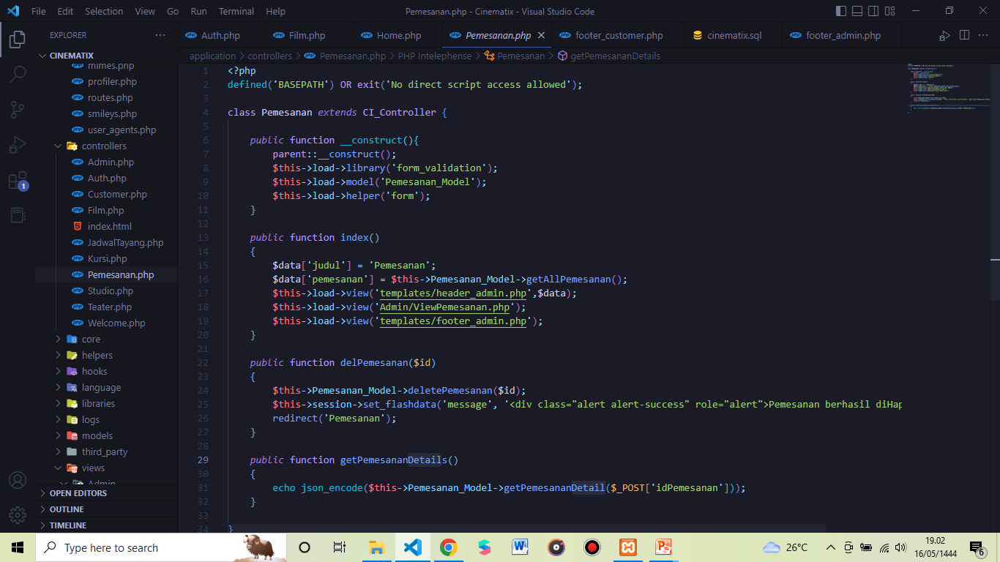 File Edit Selection View Go Run Terminal Help Pemesanan.php - Cinematix - Visual Studio Code
EXPLORER
CINEMATIX
mimes.php
profiler.php
routes.php
smileys.php
user_agents.php
controllers
Admin.php
Auth.php
Customer.php
Film.php
index.html
JadwalTayang.php
Kursi.php
Pemesanan.php
Studio.php
Teater.php
Welcome.php
core
helpers
hooks
language
libraries
logs
models
third_party
views
Admin
OPEN EDITORS
OUTLINE
TIMELINE
1
Auth.php Film.php Home.php Pemesanan.php footer_customer.php cinematix.sql footer_admin.php
application > controllers > Pemesanan.php > PHP Intelephense > Pemesanan > getPemesananDetails
1 <?php
2 defined('BASEPATH') OR exit('No direct script access allowed');
3
4 class Pemesanan extends CI_Controller {
5
6 public function __construct(){
7 parent::__construct();
8 $this->load->library('form_validation');
9 $this->load->model('Pemesanan_Model');
10 $this->load->helper('form');
11 }
12
13 public function index()
14 {
15 $data['judul'] = 'Pemesanan';
16 $data['pemesanan'] = $this->Pemesanan_Model->getAllPemesanan();
17 $this->load->view('templates/header_admin.php',$data);
18 $this->load->view('Admin/ViewPemesanan.php');
19 $this->load->view('templates/footer_admin.php');
20 }
21
22 public function delPemesanan($id)
23 {
24 $this->Pemesanan_Model->deletePemesanan($id);
25 $this->session->set_flashdata('message', '<div class="alert alert-success" role="alert">Pemesanan berhasil diHap
26 redirect('Pemesanan');
27 }
28
29 public function getPemesananDetails()
30 {
31 echo json_encode($this->Pemesanan_Model->getPemesananDetail($_POST['idPemesanan']));
32 }
33
34 }
Type here to search
26°C
19.02
16/05/1444
6